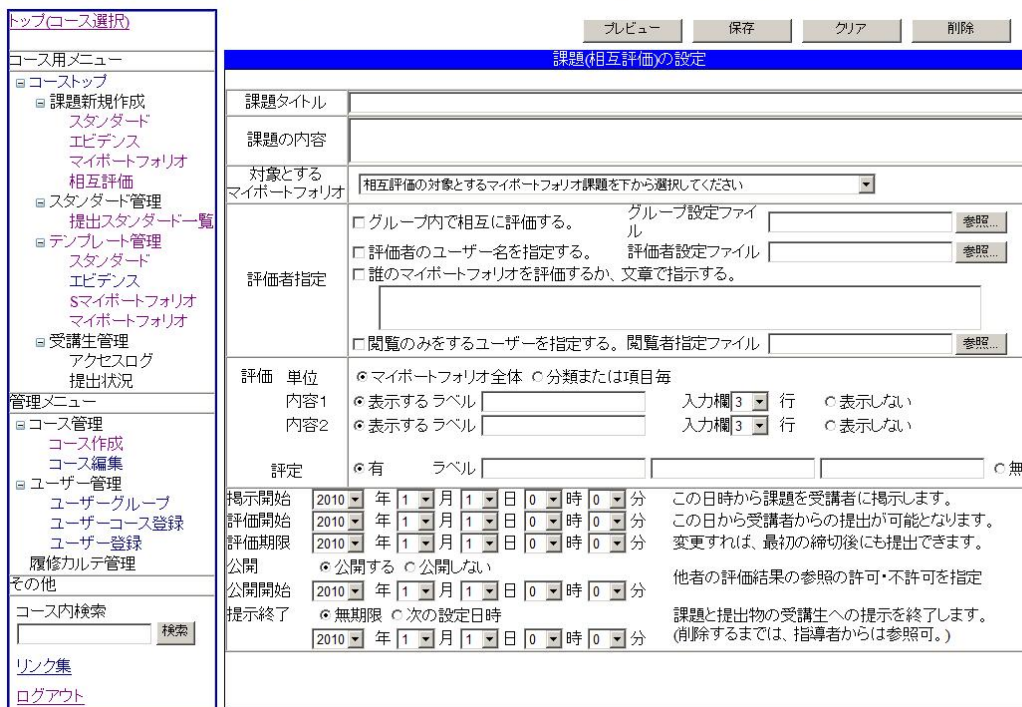 トップ(コース選択)
コース用メニュー
コーストップ
課題新規作成
スタンダード
エビデンス
マイポートフォリオ
相互評価
スタンダード管理
提出スタンダード一覧
テンプレート管理
スタンダード
エビデンス
Sマイポートフォリオ
マイポートフォリオ
受講生管理
アクセスログ
提出状況
管理メニュー
コース管理
コース作成
コース編集
ユーザー管理
ユーザーグループ
ユーザーコース登録
ユーザー登録
履修カルテ管理
その他
コース内検索
検索
リンク集
ログアウト
プレビュー 保存 クリア 削除
課題(相互評価)の設定
課題タイトル
課題の内容
対象とする
マイポートフォリオ
相互評価の対象とするマイポートフォリオ課題を下から選択してください
評価者指定
グループ内で相互に評価する。 グループ設定ファイ
ル 参照...
評価者のユーザー名を指定する。 評価者設定ファイル 参照...
誰のマイポートフォリオを評価するか、文章で指示する。
閲覧のみをするユーザーを指定する。 閲覧者指定ファイル 参照...
評価 単位 マイポートフォリオ全体 分類または項目毎
内容1 表示する ラベル 入力欄 3 行 表示しない
内容2 表示する ラベル 入力欄 3 行 表示しない
評定 有 ラベル 無
掲示開始 2010 年 1 月 1 日 0 時 0 分 この日時から課題を受講者に掲示します。
評価開始 2010 年 1 月 1 日 0 時 0 分 この日から受講者からの提出が可能となります。
評価期限 2010 年 1 月 1 日 0 時 0 分 変更すれば、最初の締切後にも提出できます。
公開 公開する 公開しない
他者の評価結果の参照の許可・不許可を指定
公開開始 2010 年 1 月 1 日 0 時 0 分
提示終了 無期限 次の設定日時 課題と提出物の受講生への提示を終了します。
2010 年 1 月 1 日 0 時 0 分 (削除するまでは、指導者からは参照可。)